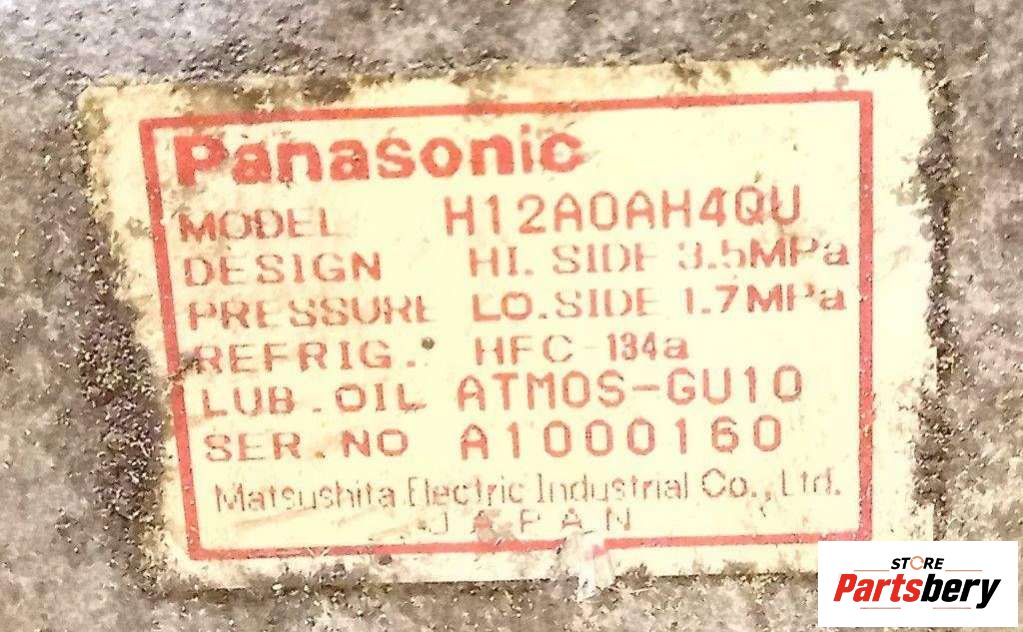 Panasonic
MODEL H12A0AH4QU
DESIGN HI. SIDE 3.5MPa
PRESSURE LO.SIDE 1.7MPa
REFRIG. HFC-134a
LUB.OIL ATMOS-GU10
SER.NO A1000160
Matsushita Electric Industrial Co.,Ltd.
JAPAN
STORE
Partsbery